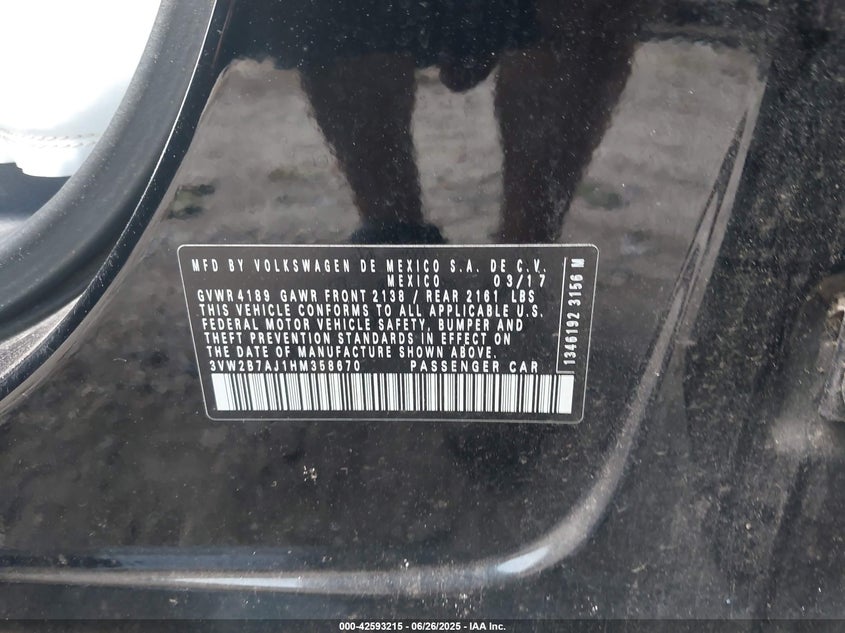 MFD BY VOLKSWAGEN DE MEXICO S.A. DE C.V.
MEXICO 03/17
GVWR 4189 GAWR FRONT 2138 / REAR 2161 LBS
THIS VEHICLE CONFORMS TO ALL APPLICABLE U.S.
FEDERAL MOTOR VEHICLE SAFETY, BUMPER AND
THEFT PREVENTION STANDARDS IN EFFECT ON
THE DATE OF MANUFACTURE SHOWN ABOVE.
3VW2B7AJ1HM358670 PASSENGER CAR
1346192 3156 M
000-42593215 - 06/26/2025 - IAA Inc.